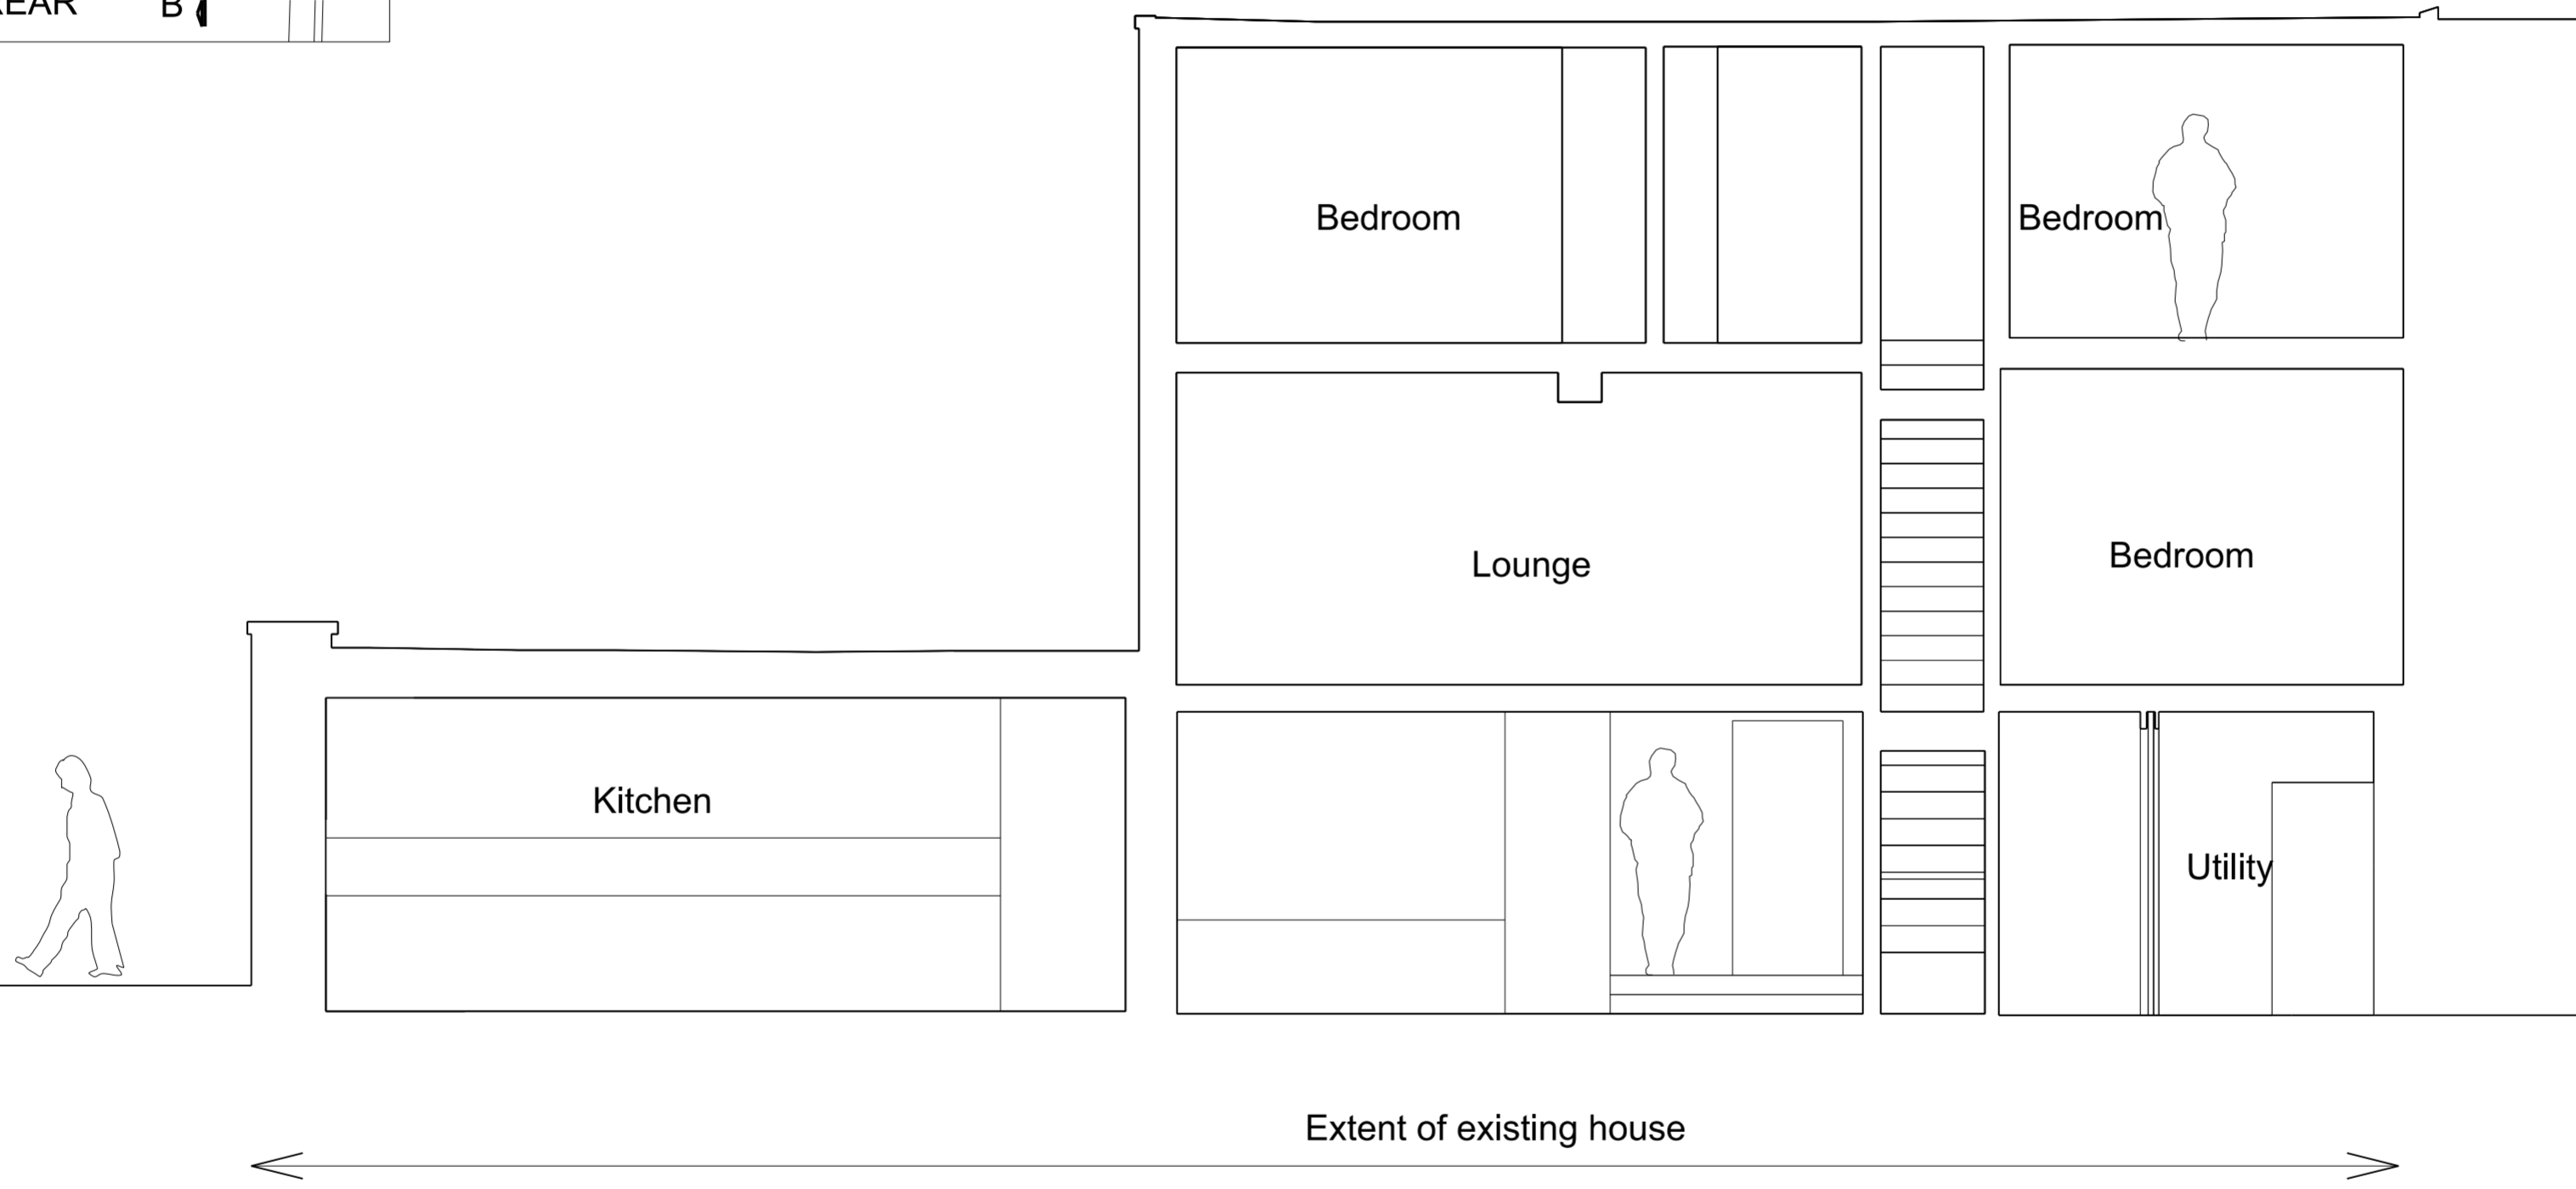 B
Bedroom
Bedroom
Lounge
Bedroom
Kitchen
Utility
Extent of existing house